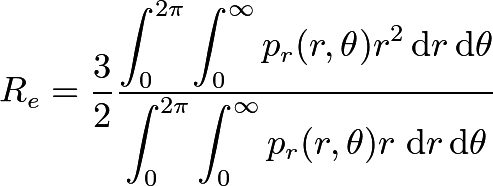 R_e = \frac{3}{2} \frac{\int_0^{2\pi} \int_0^{\infty} p_r(r, \theta) r^2 \, \mathrm{d}r \, \mathrm{d}\theta}{\int_0^{2\pi} \int_0^{\infty} p_r(r, \theta) r \, \mathrm{d}r \, \mathrm{d}\theta}